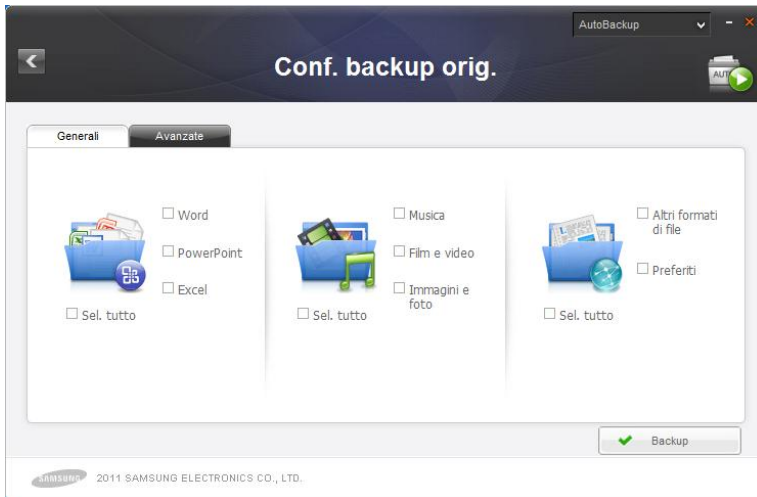 AutoBackup
Conf. backup orig.
AUT
Generali
Avanzate
Word
PowerPoint
Excel
Sel. tutto
Musica
Film e video
Immagini e
foto
Sel. tutto
Altri formati
di file
Preferiti
Sel. tutto
Backup
SAMSUNG 2011 SAMSUNG ELECTRONICS CO., LTD.